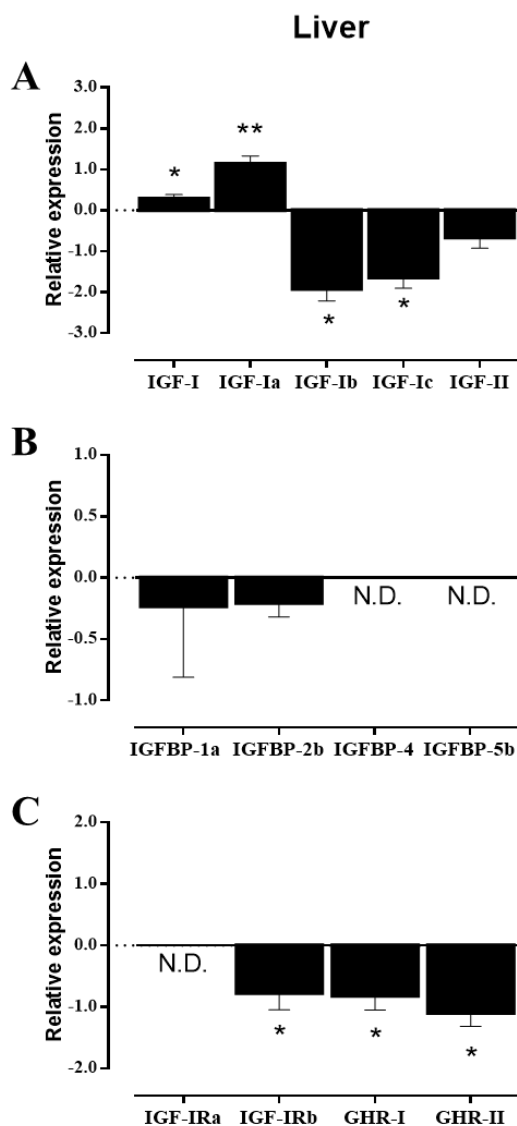 Liver
A
Relative expression
3.0
2.0
1.0
0.0
-1.0
-2.0
-3.0
*
**
*
*
IGF-I IGF-Ia IGF-Ib IGF-Ic IGF-II
B
Relative expression
1.0
0.5
0.0
-0.5
-1.0
N.D. N.D.
IGFBP-1a IGFBP-2b IGFBP-4 IGFBP-5b
C
Relative expression
2.0
1.0
0.0
-1.0
-2.0
N.D.
* * *
IGF-IRa IGF-IRb GHR-I GHR-II